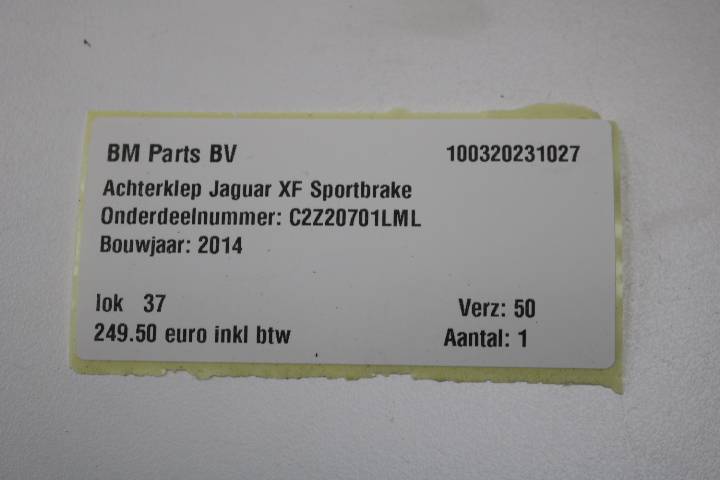 BM Parts BV 100320231027
Achterklep Jaguar XF Sportbrake
Onderdeelnummer: C2Z20701LML
Bouwjaar: 2014
lok 37 Verz: 50
249.50 euro inkl btw Aantal: 1